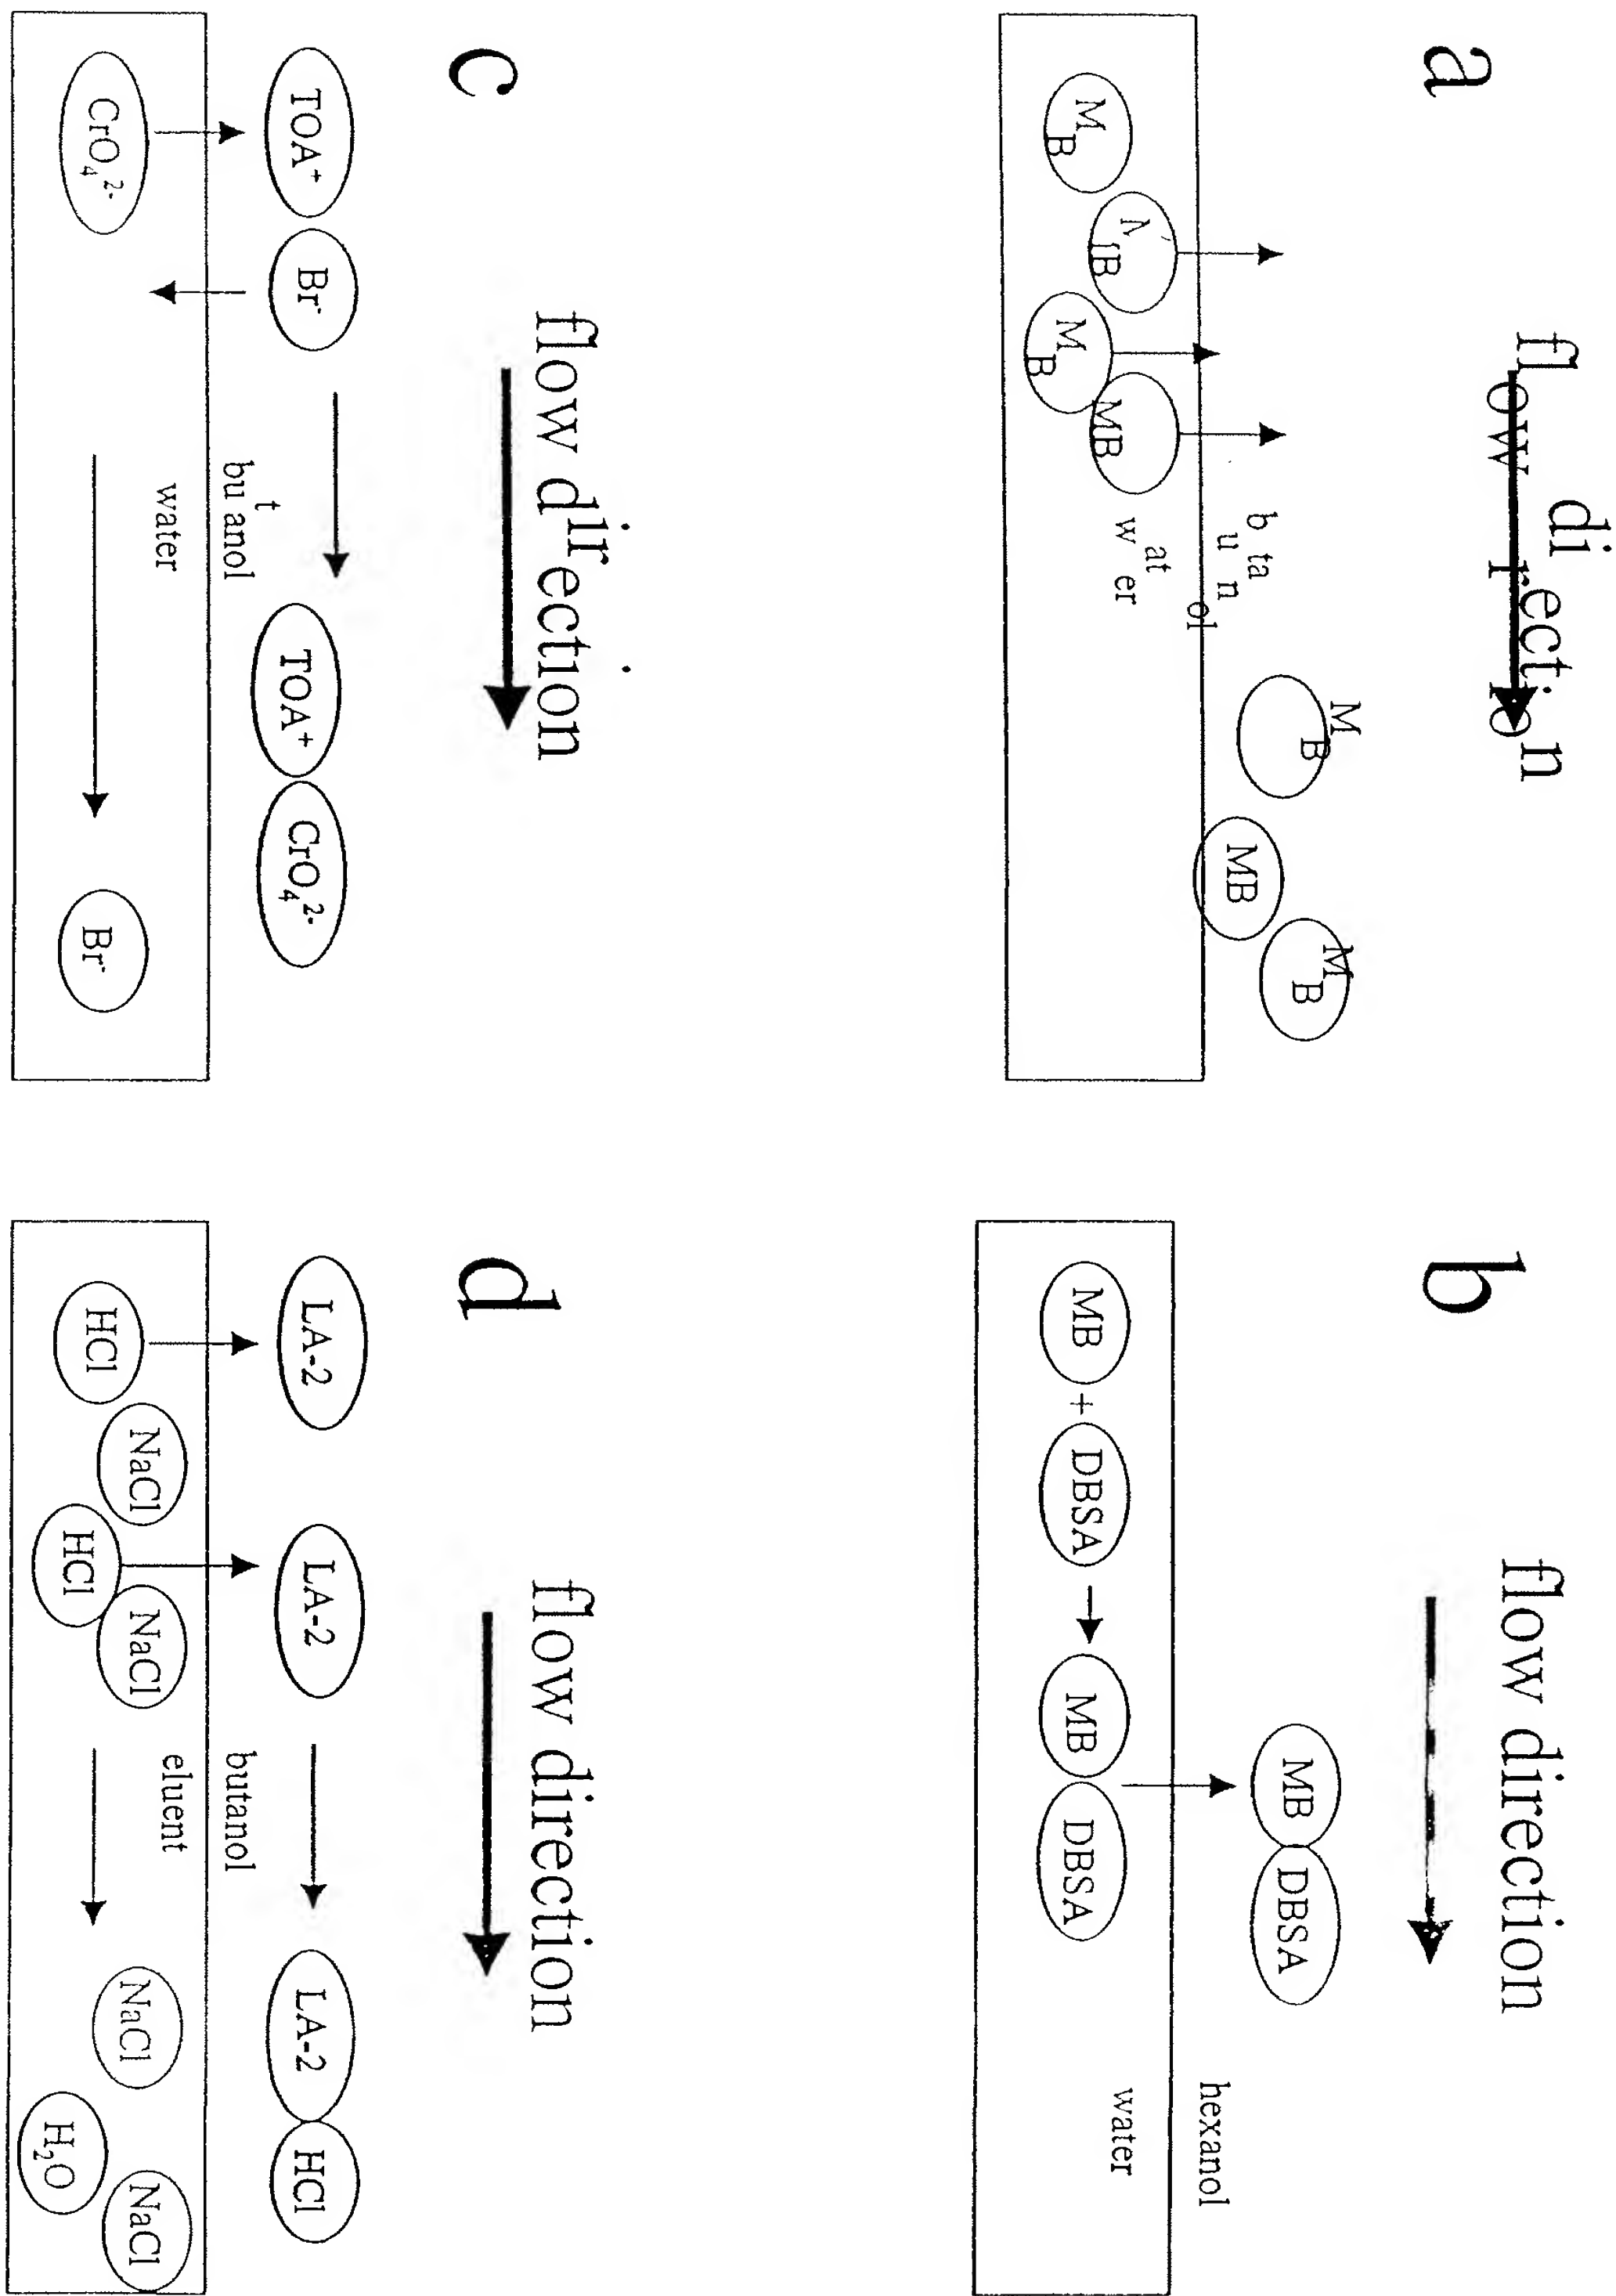 a
flow direction
MB
MB
MB
MB
butanol
water
MB
MB
MB
b
flow direction
MB + DBSA
MB DBSA
MB DBSA
hexanol
water
c
flow direction
TOA⁺ Br⁻
TOA⁺ CrO₄²⁻
butanol
water
CrO₄²⁻
Br⁻
d
flow direction
LA-2
LA-2
LA-2 HCl
butanol
eluent
HCl
NaCl
HCl
NaCl
NaCl
H₂O
NaCl